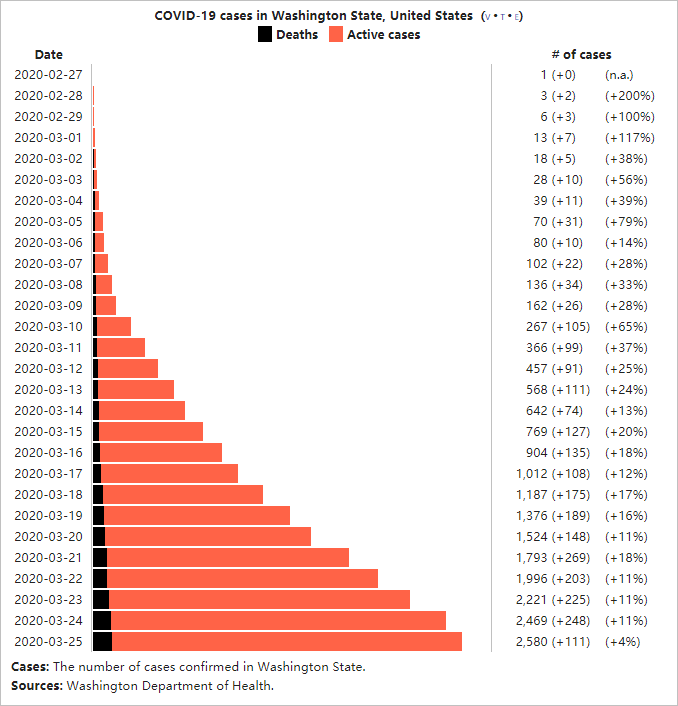 COVID-19 cases in Washington State, United States (V • T • E)
Deaths Active cases
Date # of cases
2020-02-27 1 (+0) (n.a.)
2020-02-28 3 (+2) (+200%)
2020-02-29 6 (+3) (+100%)
2020-03-01 13 (+7) (+117%)
2020-03-02 18 (+5) (+38%)
2020-03-03 28 (+10) (+56%)
2020-03-04 39 (+11) (+39%)
2020-03-05 70 (+31) (+79%)
2020-03-06 80 (+10) (+14%)
2020-03-07 102 (+22) (+28%)
2020-03-08 136 (+34) (+33%)
2020-03-09 162 (+26) (+28%)
2020-03-10 267 (+105) (+65%)
2020-03-11 366 (+99) (+37%)
2020-03-12 457 (+91) (+25%)
2020-03-13 568 (+111) (+24%)
2020-03-14 642 (+74) (+13%)
2020-03-15 769 (+127) (+20%)
2020-03-16 904 (+135) (+18%)
2020-03-17 1,012 (+108) (+12%)
2020-03-18 1,187 (+175) (+17%)
2020-03-19 1,376 (+189) (+16%)
2020-03-20 1,524 (+148) (+11%)
2020-03-21 1,793 (+269) (+18%)
2020-03-22 1,996 (+203) (+11%)
2020-03-23 2,221 (+225) (+11%)
2020-03-24 2,469 (+248) (+11%)
2020-03-25 2,580 (+111) (+4%)
Cases: The number of cases confirmed in Washington State.
Sources: Washington Department of Health.